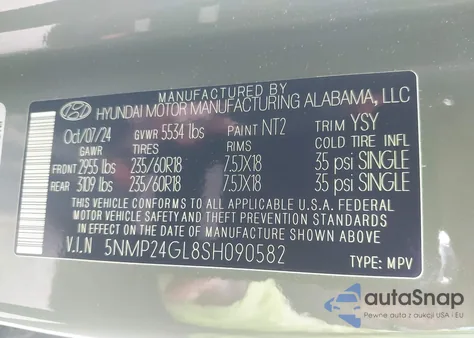 MANUFACTURED BY
HYUNDAI MOTOR MANUFACTURING ALABAMA, LLC
Oct/07/24 GVWR 5534 lbs PAINT NT2 TRIM YSY
GAWR TIRES RIMS COLD TIRE INFL
FRONT 2955 lbs 235/60R18 7.5JX18 35 psi SINGLE
REAR 3109 lbs 235/60R18 7.5JX18 35 psi SINGLE
THIS VEHICLE CONFORMS TO ALL APPLICABLE U.S.A. FEDERAL
MOTOR VEHICLE SAFETY AND THEFT PREVENTION STANDARDS
IN EFFECT ON THE DATE OF MANUFACTURE SHOWN ABOVE.
V.I.N 5NMP24GL8SH090582
TYPE: MPV
autoSnap
Pewne auta z aukcji USA i EU